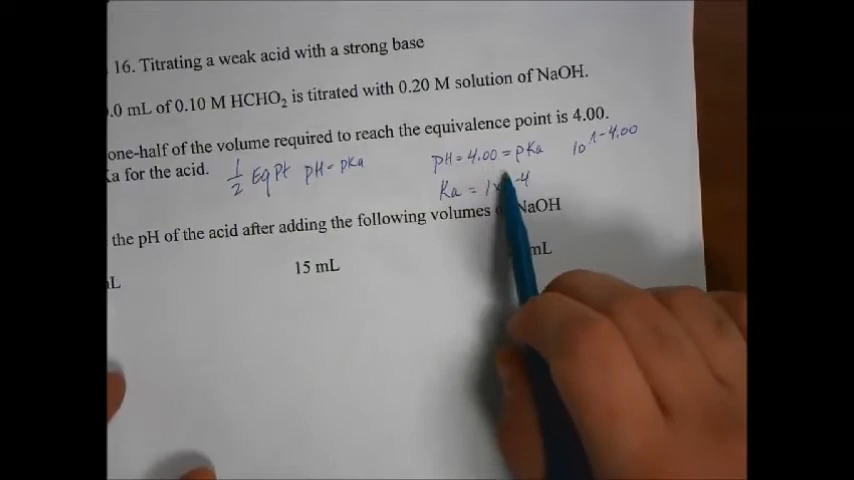 16. Titrating a weak acid with a strong base
.0 mL of 0.10 M HCHO₂ is titrated with 0.20 M solution of NaOH.
one-half of the volume required to reach the equivalence point is 4.00.
a for the acid. 1/2 Eq Pt pH = pKa pH = 4.00 = pKa 10^-4.00
Ka = 1x -4
the pH of the acid after adding the following volumes NaOH
L 15 mL mL